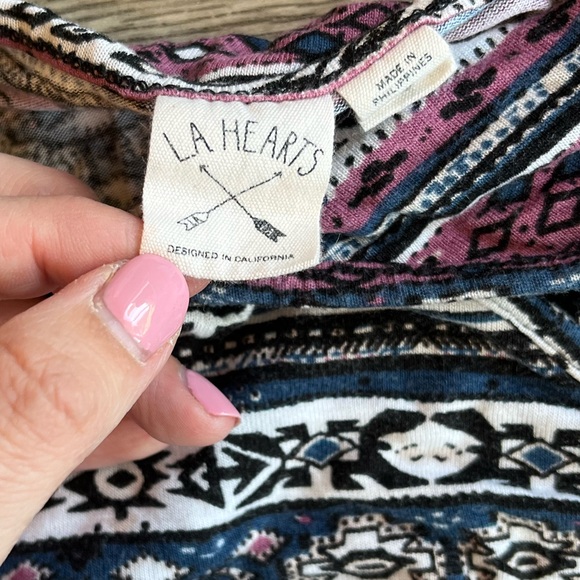 LA HEARTS
DESIGNED IN CALIFORNIA
MADE IN
PHILIPPINES